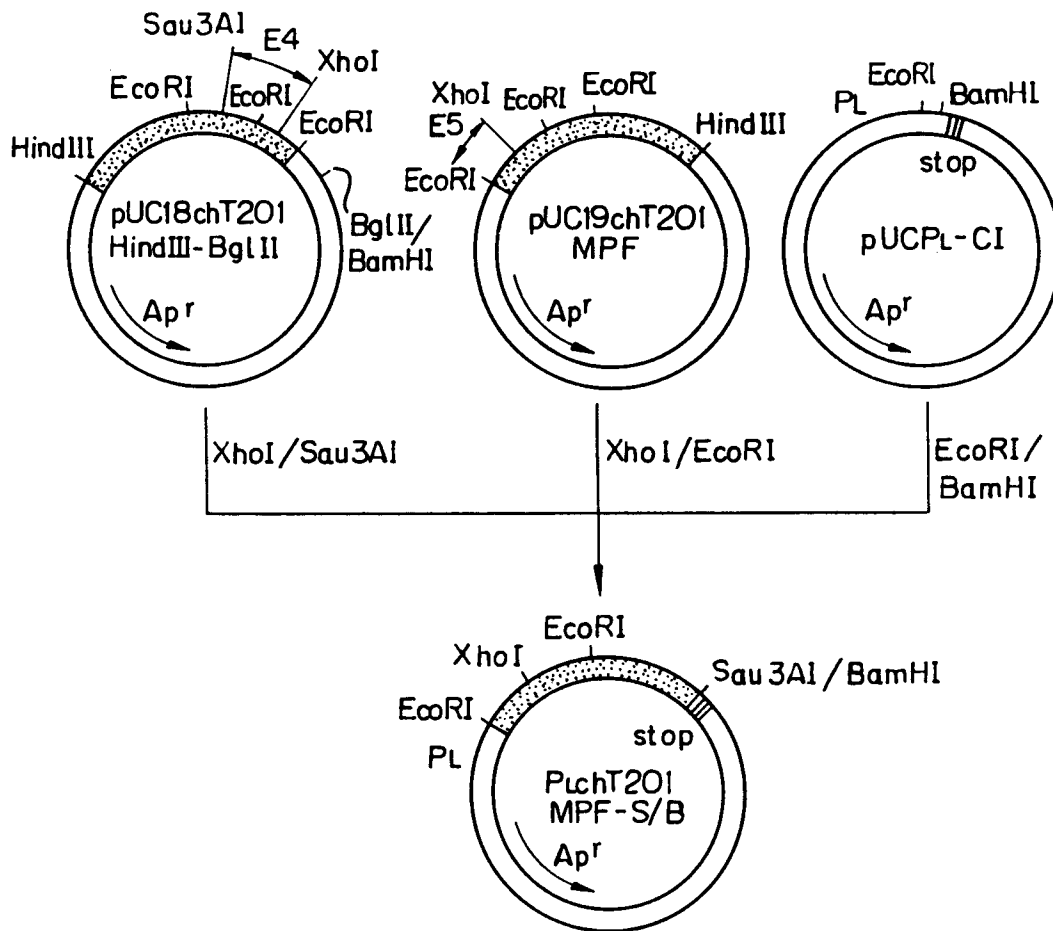 Sau3AI
E4
XhoI
EcoRI
EcoRI
EcoRI
HindIII
pUC18chT201
HindIII-BglII
BglII/
BamHI
Apr
XhoI
E5
EcoRI
EcoRI
EcoRI
HindIII
pUC19chT201
MPF
Apr
EcoRI
PL
BamHI
stop
pUCPL-CI
Apr
XhoI/Sau3AI
XhoI/EcoRI
EcoRI/
BamHI
EcoRI
XhoI
Sau3AI/BamHI
EcoRI
stop
PL
PLchT201
MPF-S/B
Apr